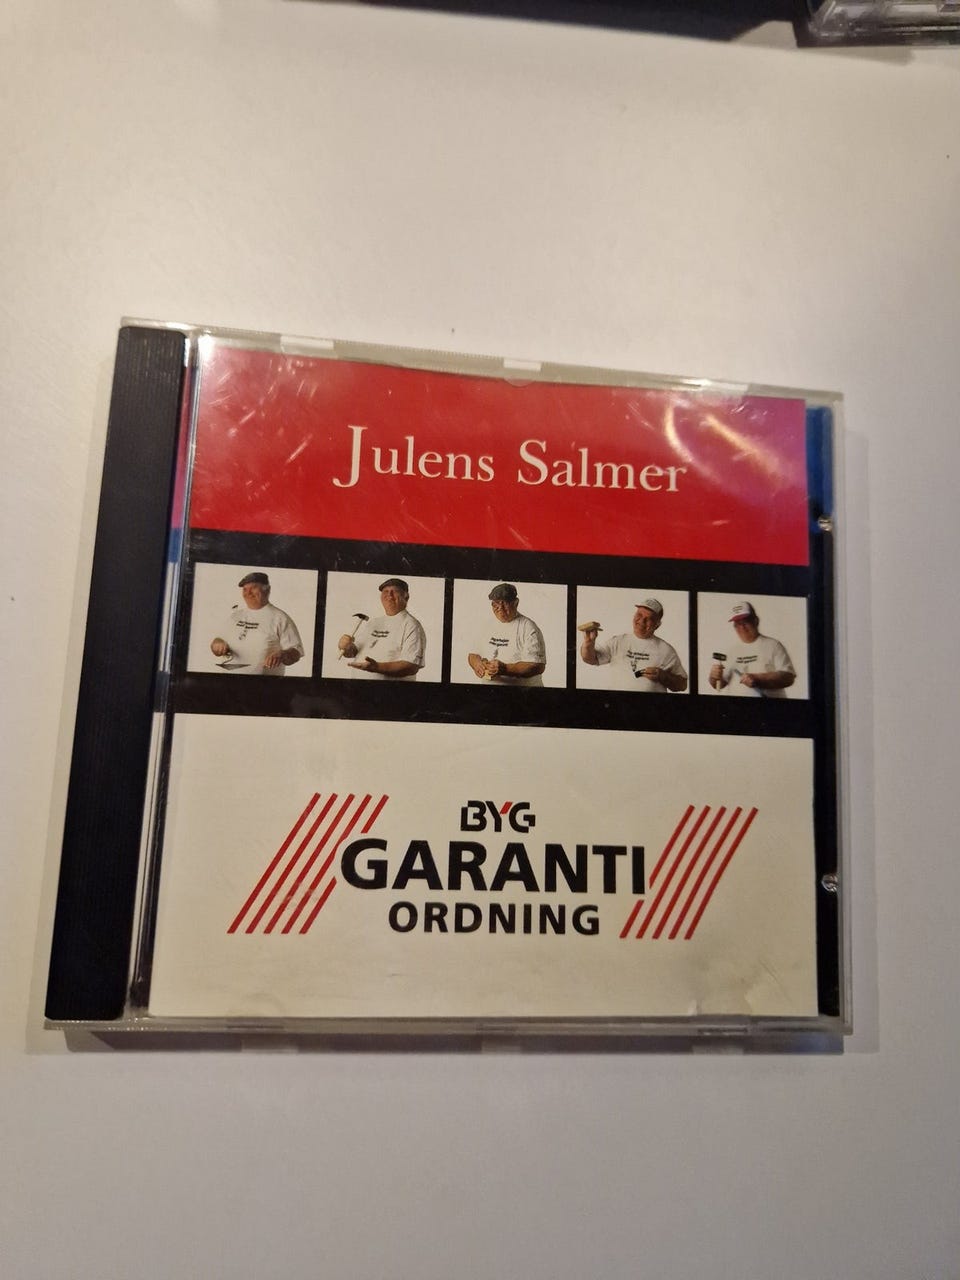 Julens Salmer
BYG
GARANTI
ORDNING